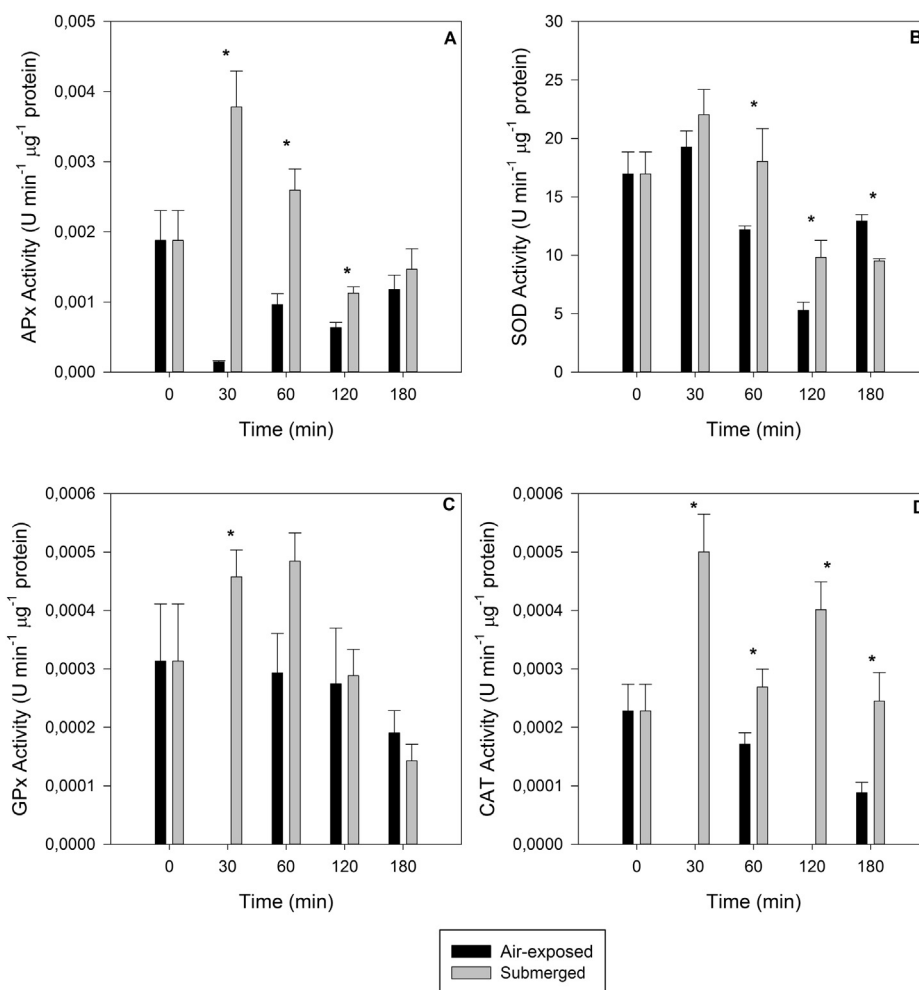 A
APx Activity (U min⁻¹ µg⁻¹ protein)
0,005
0,004
0,003
0,002
0,001
0,000
*
*
*
0 30 60 120 180
Time (min)
B
SOD Activity (U min⁻¹ µg⁻¹ protein)
30
25
20
15
10
5
0
*
*
*
0 30 60 120 180
Time (min)
C
GPx Activity (U min⁻¹ µg⁻¹ protein)
0,0006
0,0005
0,0004
0,0003
0,0002
0,0001
0,0000
*
0 30 60 120 180
Time (min)
D
CAT Activity (U min⁻¹ µg⁻¹ protein)
0,0006
0,0005
0,0004
0,0003
0,0002
0,0001
0,0000
*
*
*
*
0 30 60 120 180
Time (min)
Air-exposed
Submerged